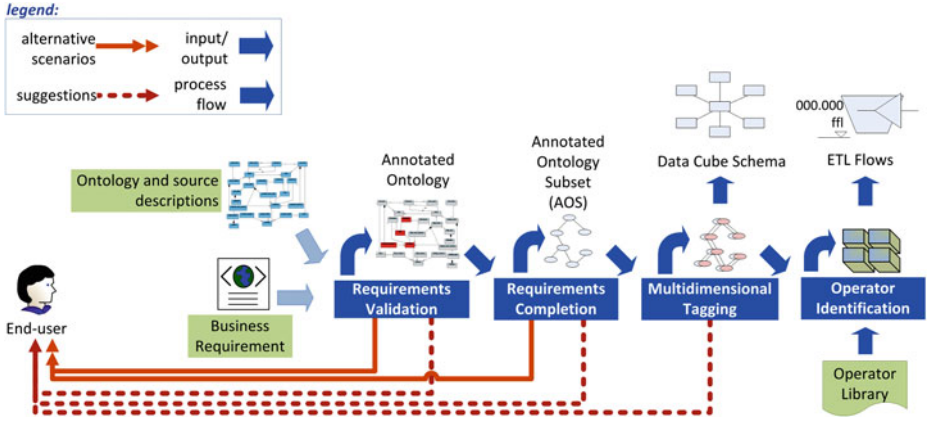 legend:
alternative
scenarios
input/
output
suggestions
process
flow
000.000
ffl
Data Cube Schema
ETL Flows
Annotated
Ontology
Annotated
Ontology
Subset
(AOS)
Ontology and source
descriptions
Requirements
Validation
Requirements
Completion
Multidimensional
Tagging
Operator
Identification
End-user
Business
Requirement
Operator
Library